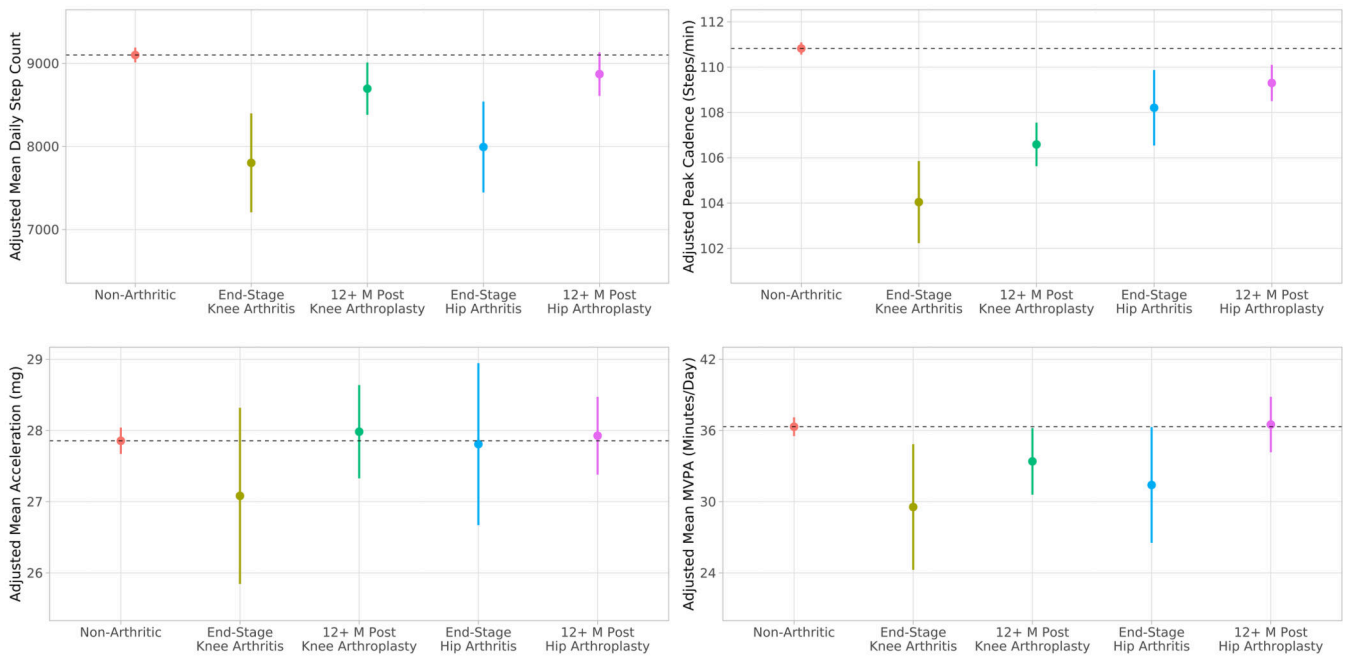 Adjusted Mean Daily Step Count
9000
8000
7000
Non-Arthritic
End-Stage
Knee Arthritis
12+ M Post
Knee Arthroplasty
End-Stage
Hip Arthritis
12+ M Post
Hip Arthroplasty
Adjusted Peak Cadence (Steps/min)
112
110
108
106
104
102
Non-Arthritic
End-Stage
Knee Arthritis
12+ M Post
Knee Arthroplasty
End-Stage
Hip Arthritis
12+ M Post
Hip Arthroplasty
Adjusted Mean Acceleration (mg)
29
28
27
26
Non-Arthritic
End-Stage
Knee Arthritis
12+ M Post
Knee Arthroplasty
End-Stage
Hip Arthritis
12+ M Post
Hip Arthroplasty
Adjusted Mean MVPA (Minutes/Day)
42
36
30
24
Non-Arthritic
End-Stage
Knee Arthritis
12+ M Post
Knee Arthroplasty
End-Stage
Hip Arthritis
12+ M Post
Hip Arthroplasty